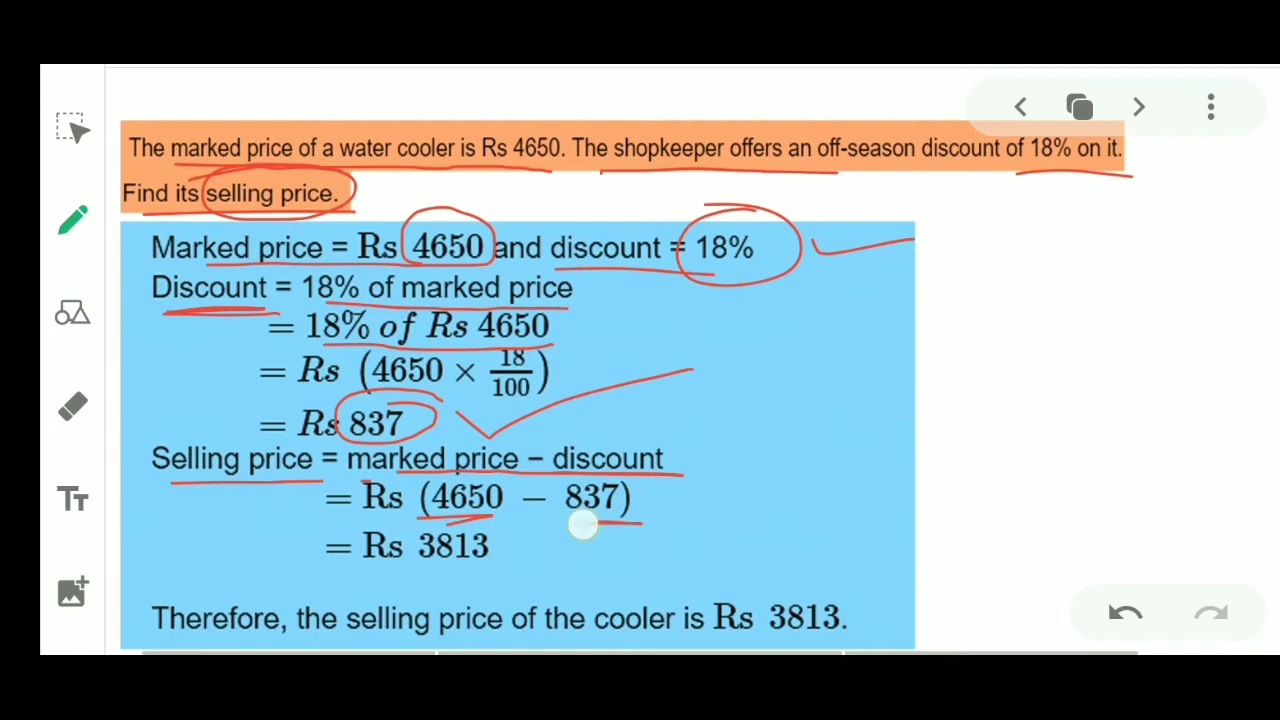 The marked price of a water cooler is Rs 4650. The shopkeeper offers an off-season discount of 18% on it.
Find its selling price.
Marked price = Rs 4650 and discount = 18%
Discount = 18% of marked price
= 18% of Rs 4650
= Rs (4650 × 18/100)
= Rs 837
Selling price = marked price − discount
= Rs (4650 − 837)
= Rs 3813
Therefore, the selling price of the cooler is Rs 3813.